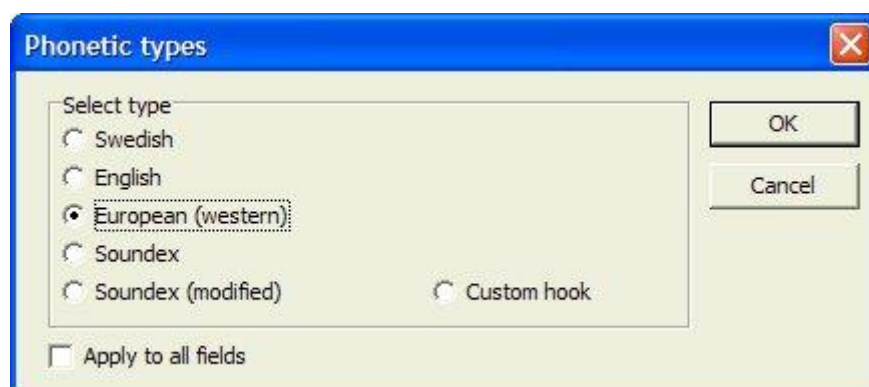 Phonetic types
Select type
Swedish
English
European (western)
Soundex
Soundex (modified)
Custom hook
Apply to all fields
OK
Cancel